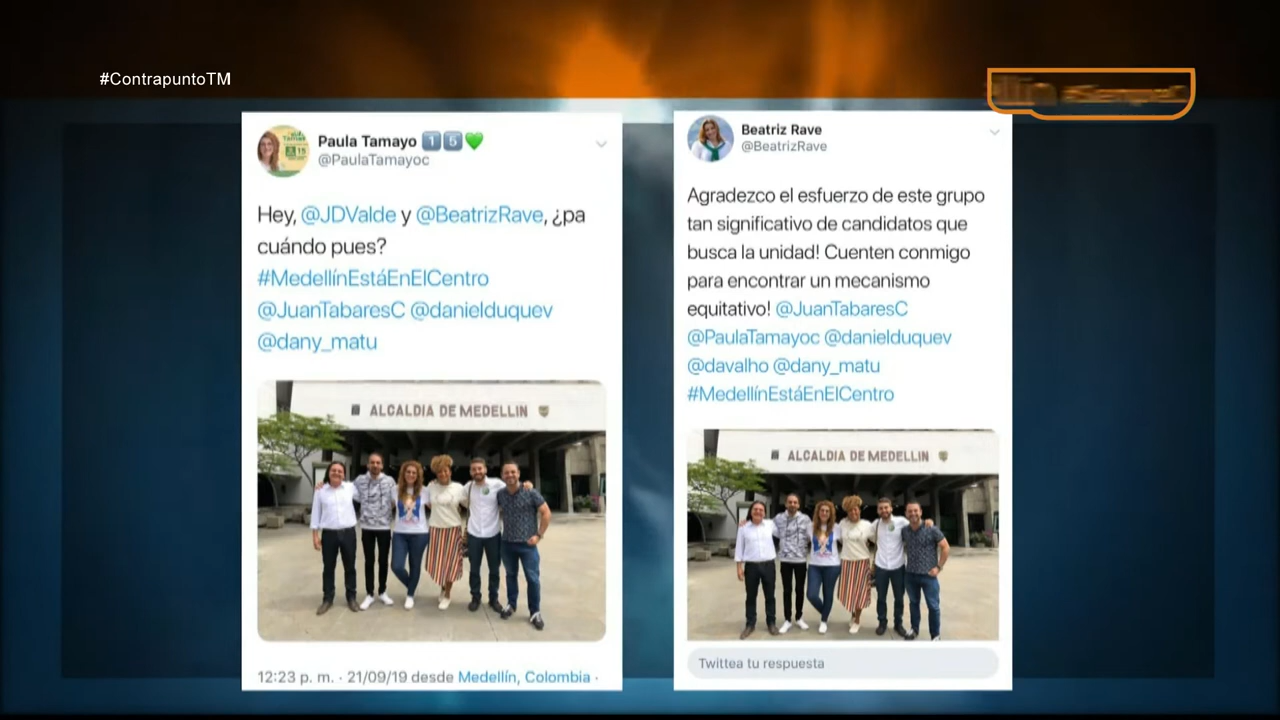 #ContrapuntoTM
Paula Tamayo 1 5 💚
@PaulaTamayoc
Hey, @JDValde y @BeatrizRave, ¿pa
cuándo pues?
#MedellínEstáEnElCentro
@JuanTabaresC @danielduquev
@dany_matu
ALCALDIA DE MEDELLIN
12:23 p. m. · 21/09/19 desde Medellín, Colombia ·
Beatriz Rave
@BeatrizRave
Agradezco el esfuerzo de este grupo
tan significativo de candidatos que
busca la unidad! Cuenten conmigo
para encontrar un mecanismo
equitativo! @JuanTabaresC
@PaulaTamayoc @danielduquev
@davalho @dany_matu
#MedellínEstáEnElCentro
ALCALDIA DE MEDELLIN
Twittea tu respuesta